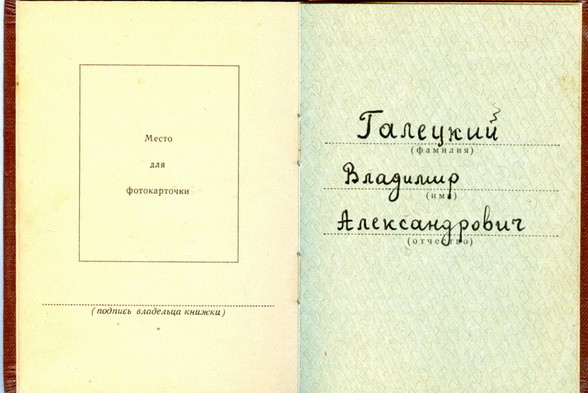 Место
для
фотокарточки
(подпись владельца книжки)
Галецкий
(фамилия)
Владимир
(имя)
Александрович
(отчество)